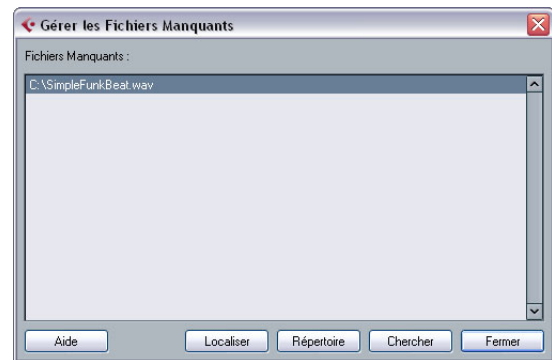 Gérer les Fichiers Manquants
Fichiers Manquants :
C:\SimpleFunkBeat.wav
Aide Localiser Répertoire Chercher Fermer